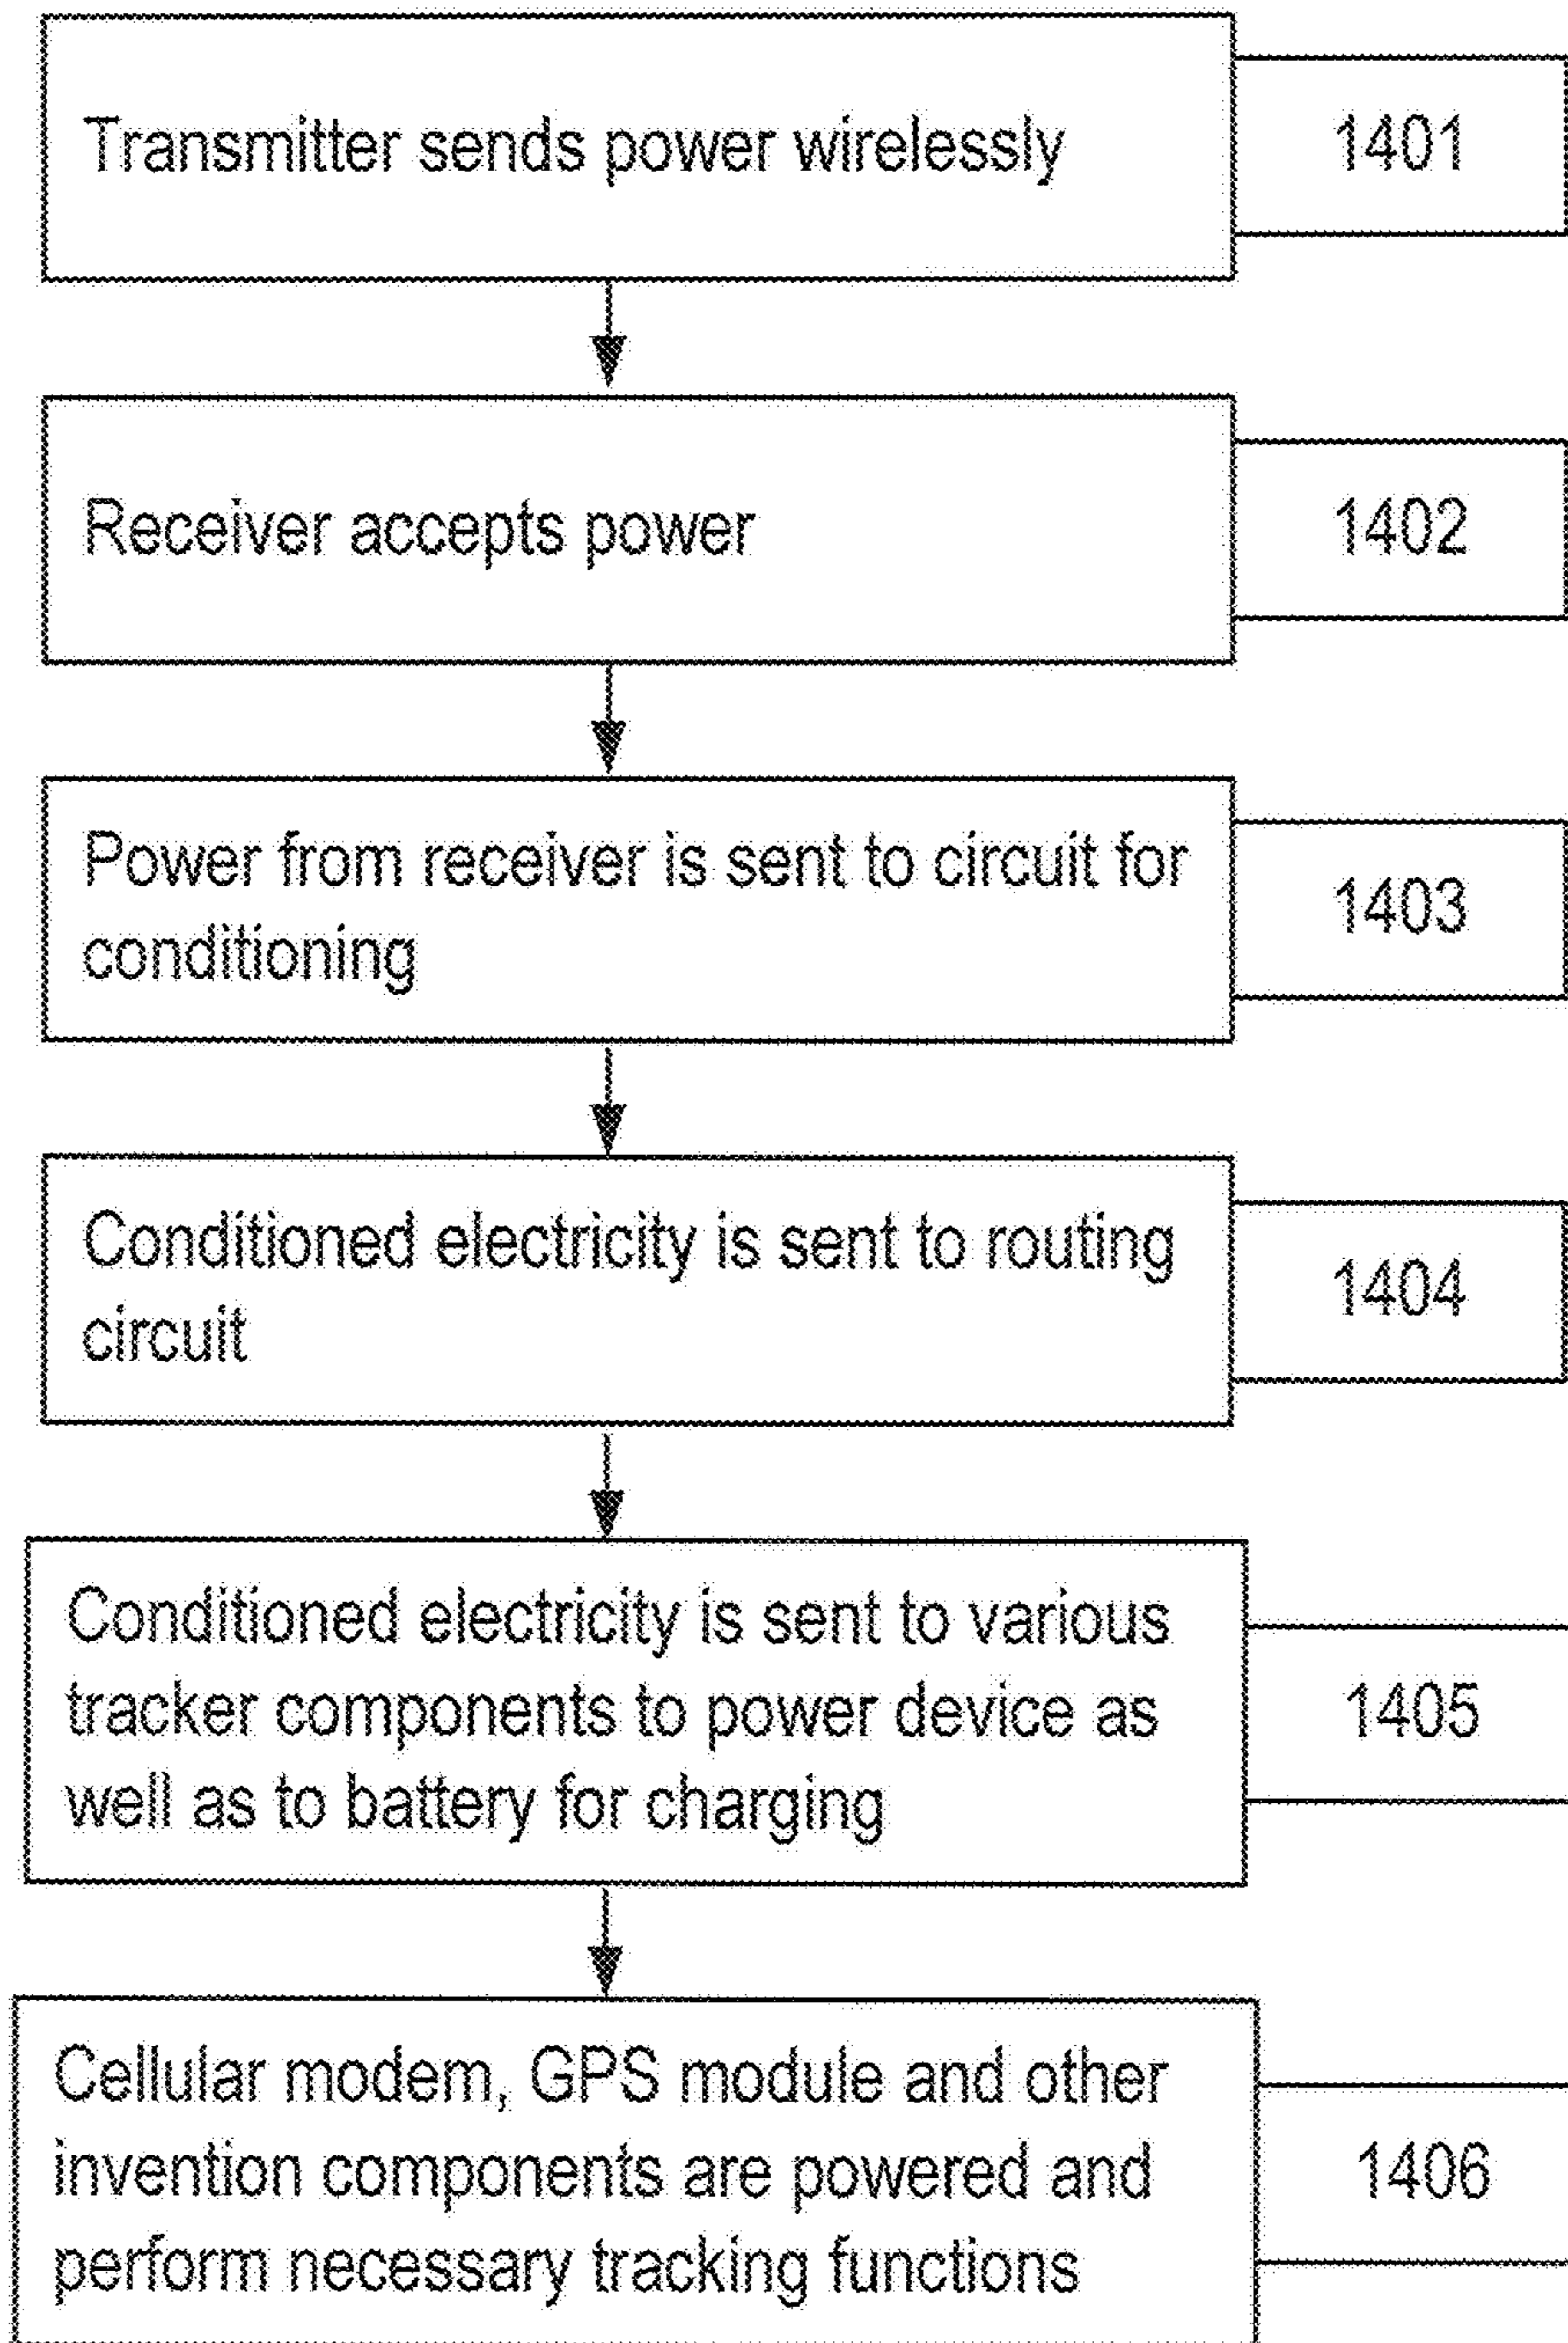 Transmitter sends power wirelessly
1401
Receiver accepts power
1402
Power from receiver is sent to circuit for
conditioning
1403
Conditioned electricity is sent to routing
circuit
1404
Conditioned electricity is sent to various
tracker components to power device as
well as to battery for charging
1405
Cellular modem, GPS module and other
invention components are powered and
perform necessary tracking functions
1406